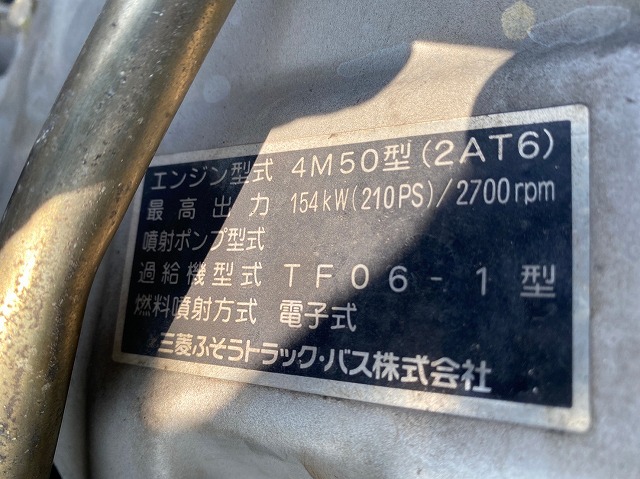 エンジン型式 4M50型(2AT6)
最高出力 154kW(210PS)/2700rpm
噴射ポンプ型式
過給機型式 TF06-1型
燃料噴射方式 電子式
三菱ふそうトラック・バス株式会社